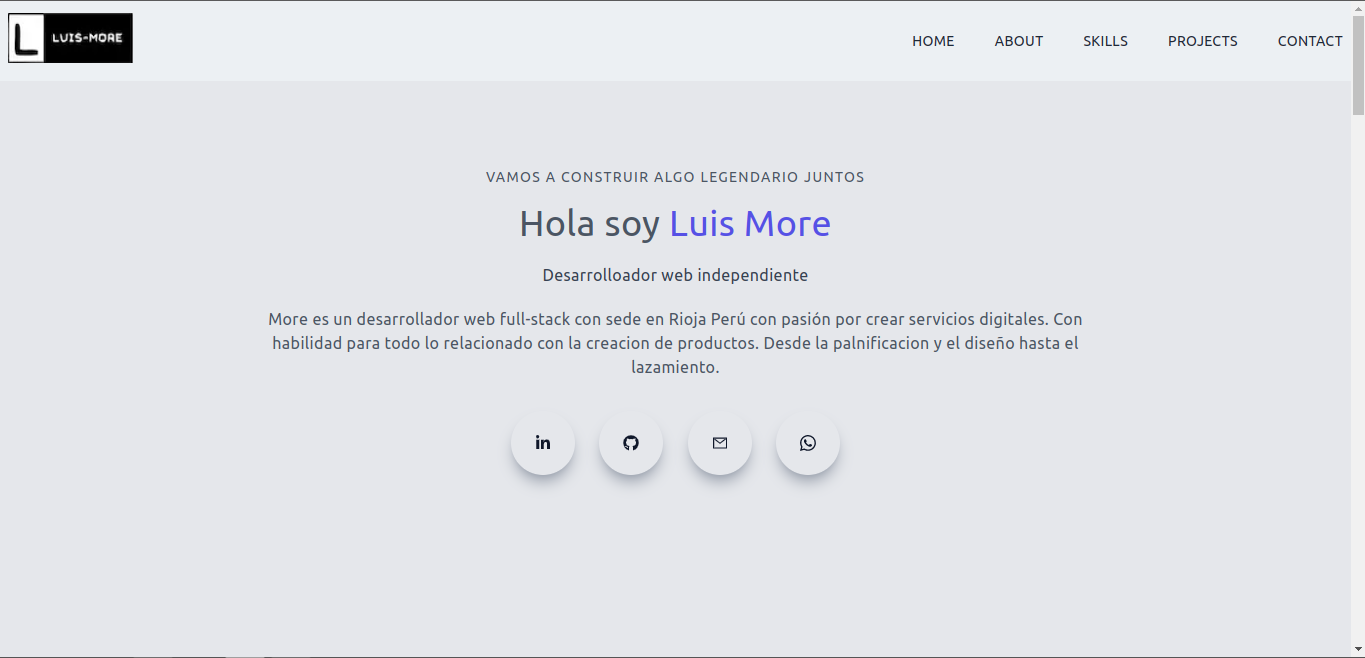 L LUIS-MORE
HOME ABOUT SKILLS PROJECTS CONTACT
VAMOS A CONSTRUIR ALGO LEGENDARIO JUNTOS
Hola soy Luis More
Desarrolloador web independiente
More es un desarrollador web full-stack con sede en Rioja Perú con pasión por crear servicios digitales. Con
habilidad para todo lo relacionado con la creacion de productos. Desde la palnificacion y el diseño hasta el
lazamiento.
in